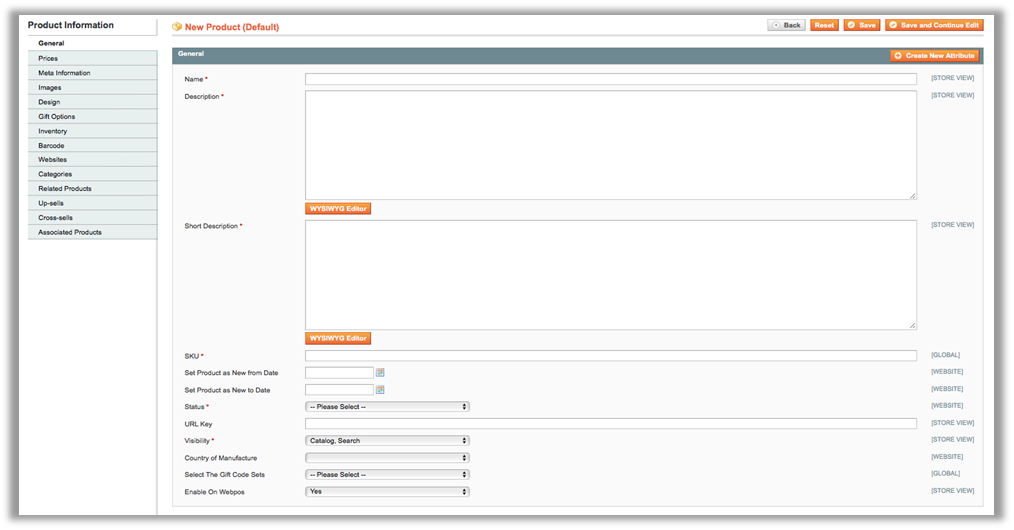 Product Information
General
Prices
Meta Information
Images
Design
Gift Options
Inventory
Barcode
Websites
Categories
Related Products
Up-sells
Cross-sells
Associated Products
New Product (Default) Back Reset Save Save and Continue Edit
General Create New Attribute
Name * [STORE VIEW]
Description * [STORE VIEW]
WYSIWYG Editor
Short Description * [STORE VIEW]
WYSIWYG Editor
SKU * [GLOBAL]
Set Product as New from Date [WEBSITE]
Set Product as New to Date [WEBSITE]
Status * -- Please Select -- [WEBSITE]
URL Key [STORE VIEW]
Visibility * Catalog, Search [STORE VIEW]
Country of Manufacture [WEBSITE]
Select The Gift Code Sets -- Please Select -- [GLOBAL]
Enable On Webpos Yes [STORE VIEW]